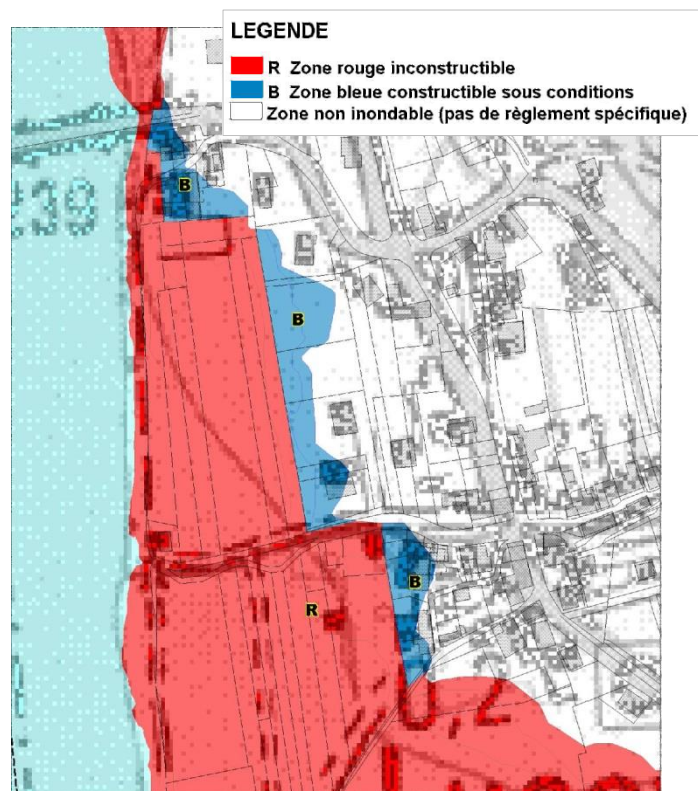 LEGENDE
R Zone rouge inconstructible
B Zone bleue constructible sous conditions
Zone non inondable (pas de règlement spécifique)
B
B
B
R